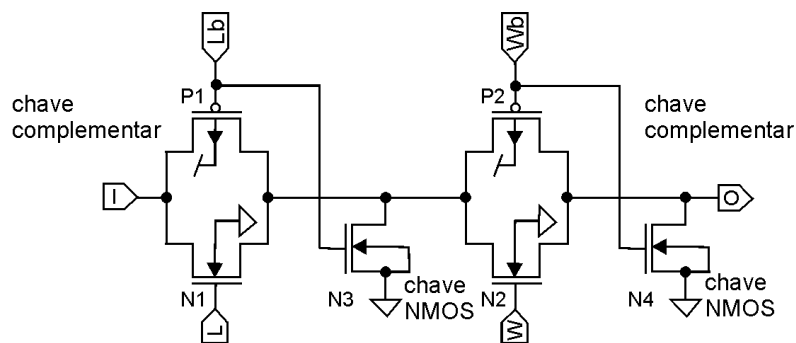 Lb
Wb
P1
P2
chave
complementar
chave
complementar
I
O
N1
N3
chave
NMOS
N2
N4
chave
NMOS
L
W